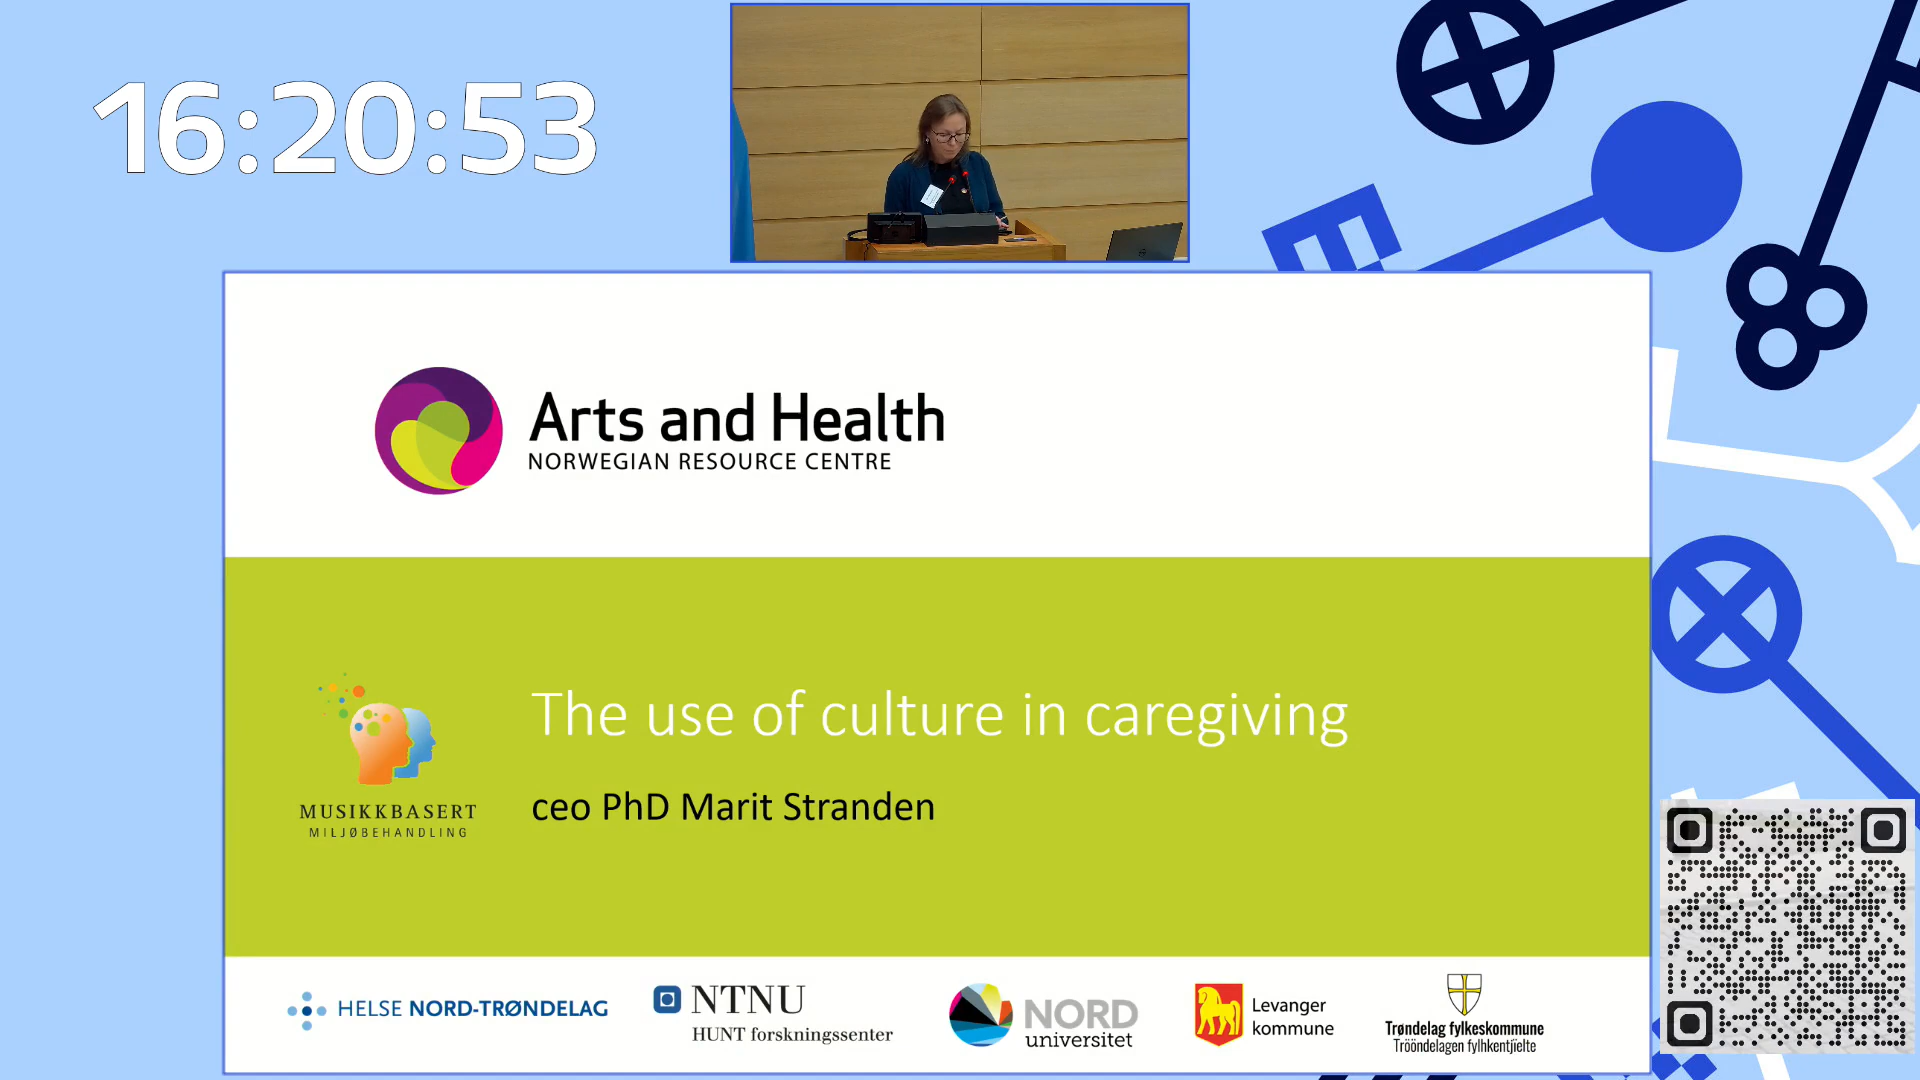 16:20:53
Arts and Health
NORWEGIAN RESOURCE CENTRE
The use of culture in caregiving
ceo PhD Marit Stranden
MUSIKKBASERT
MILJØBEHANDLING
HELSE NORD-TRØNDELAG
NTNU
HUNT forskningssenter
NORD
universitet
Levanger
kommune
Trøndelag fylkeskommune
Trööndelagen fylhkentjïelte